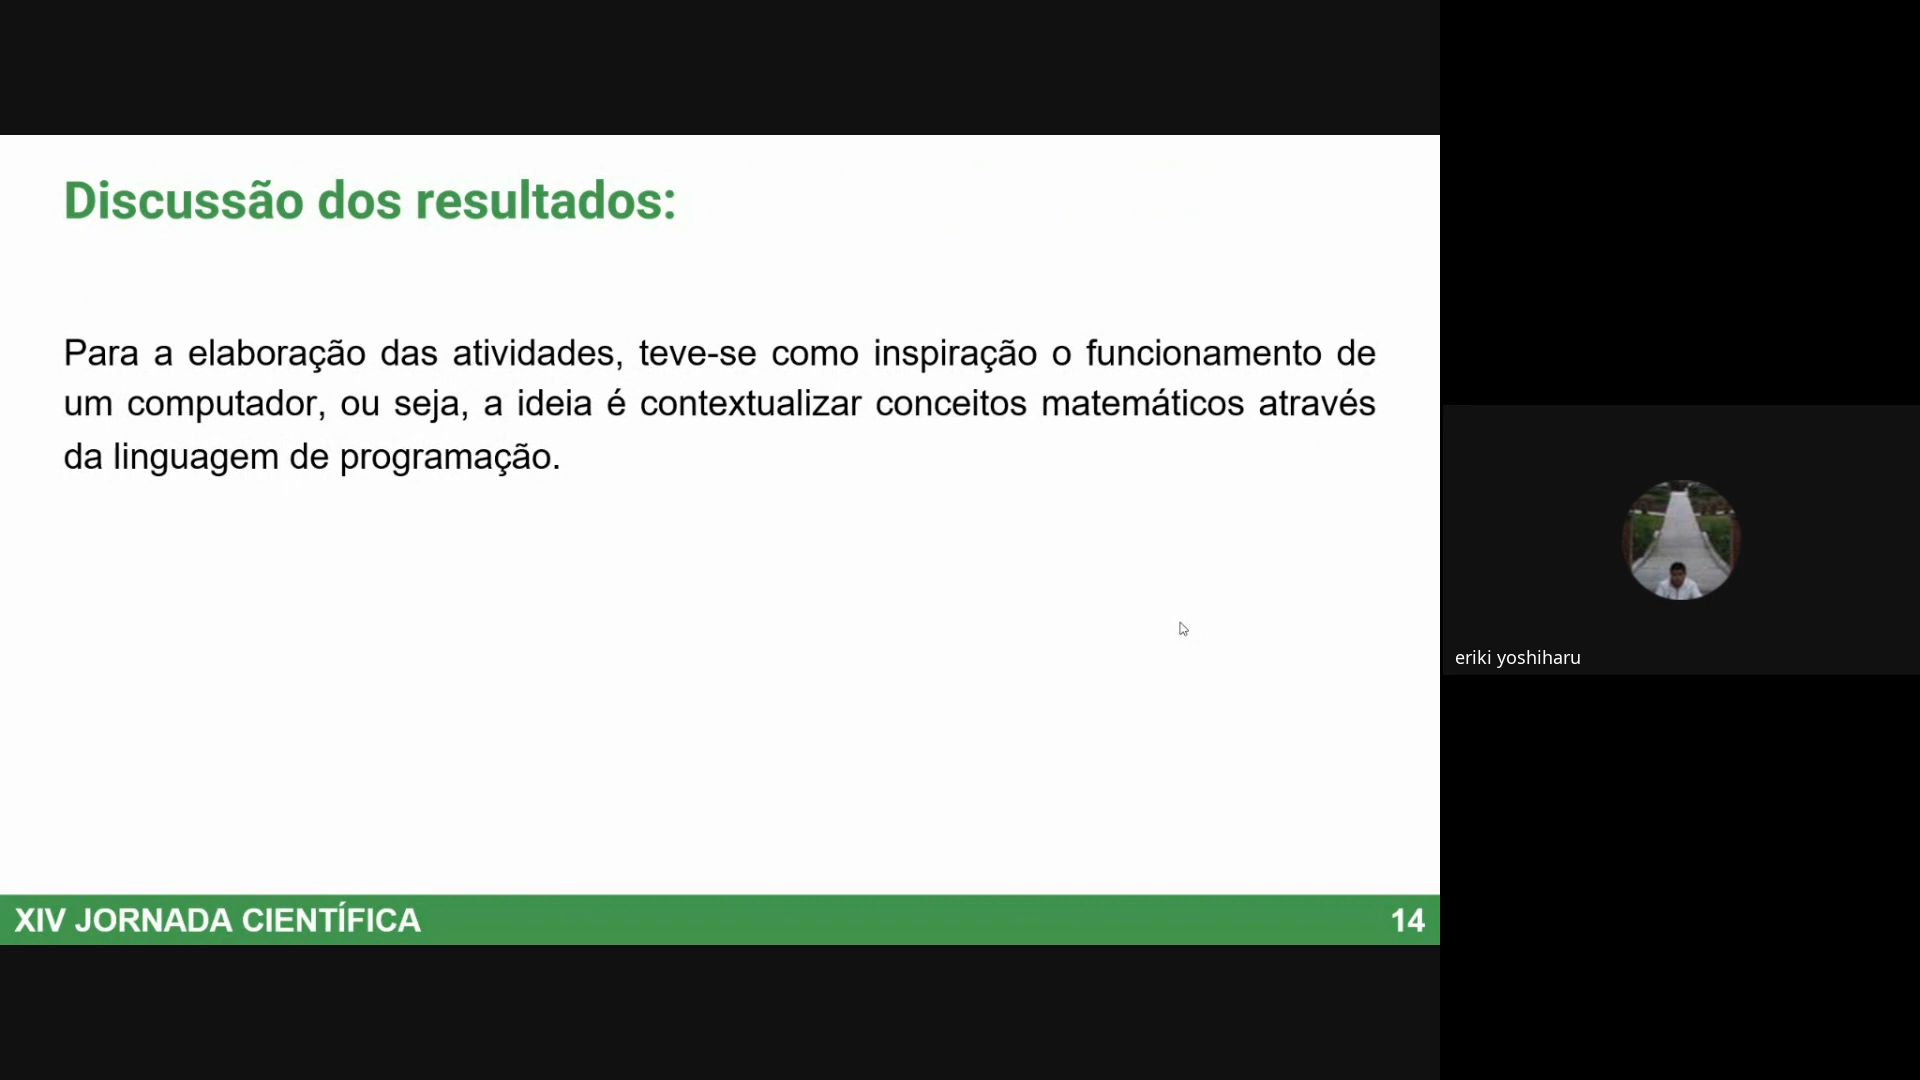 Discussão dos resultados:
Para a elaboração das atividades, teve-se como inspiração o funcionamento de
um computador, ou seja, a ideia é contextualizar conceitos matemáticos através
da linguagem de programação.
eriki yoshiharu
XIV JORNADA CIENTÍFICA
14